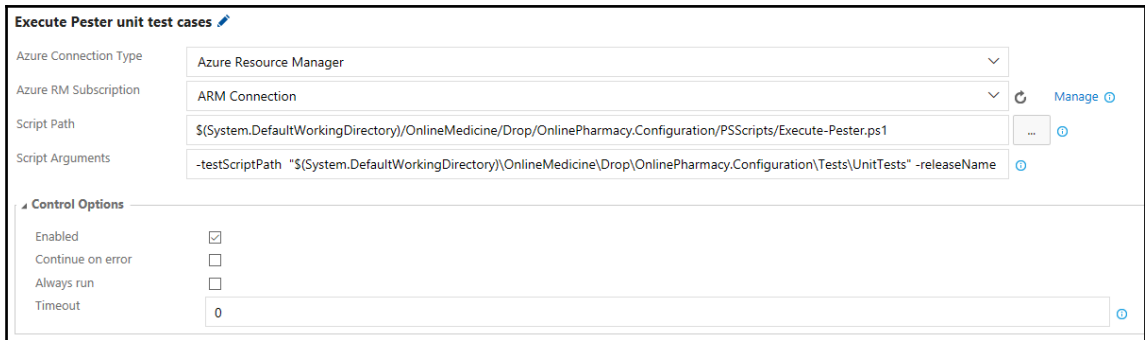 Execute Pester unit test cases
Azure Connection Type
Azure Resource Manager
Azure RM Subscription
ARM Connection
Manage
Script Path
$(System.DefaultWorkingDirectory)/OnlineMedicine/Drop/OnlinePharmacy.Configuration/PSScripts/Execute-Pester.ps1
...
Script Arguments
-testScriptPath "$(System.DefaultWorkingDirectory)\OnlineMedicine\Drop\OnlinePharmacy.Configuration\Tests\UnitTests" -releaseName
Control Options
Enabled
Continue on error
Always run
Timeout
0